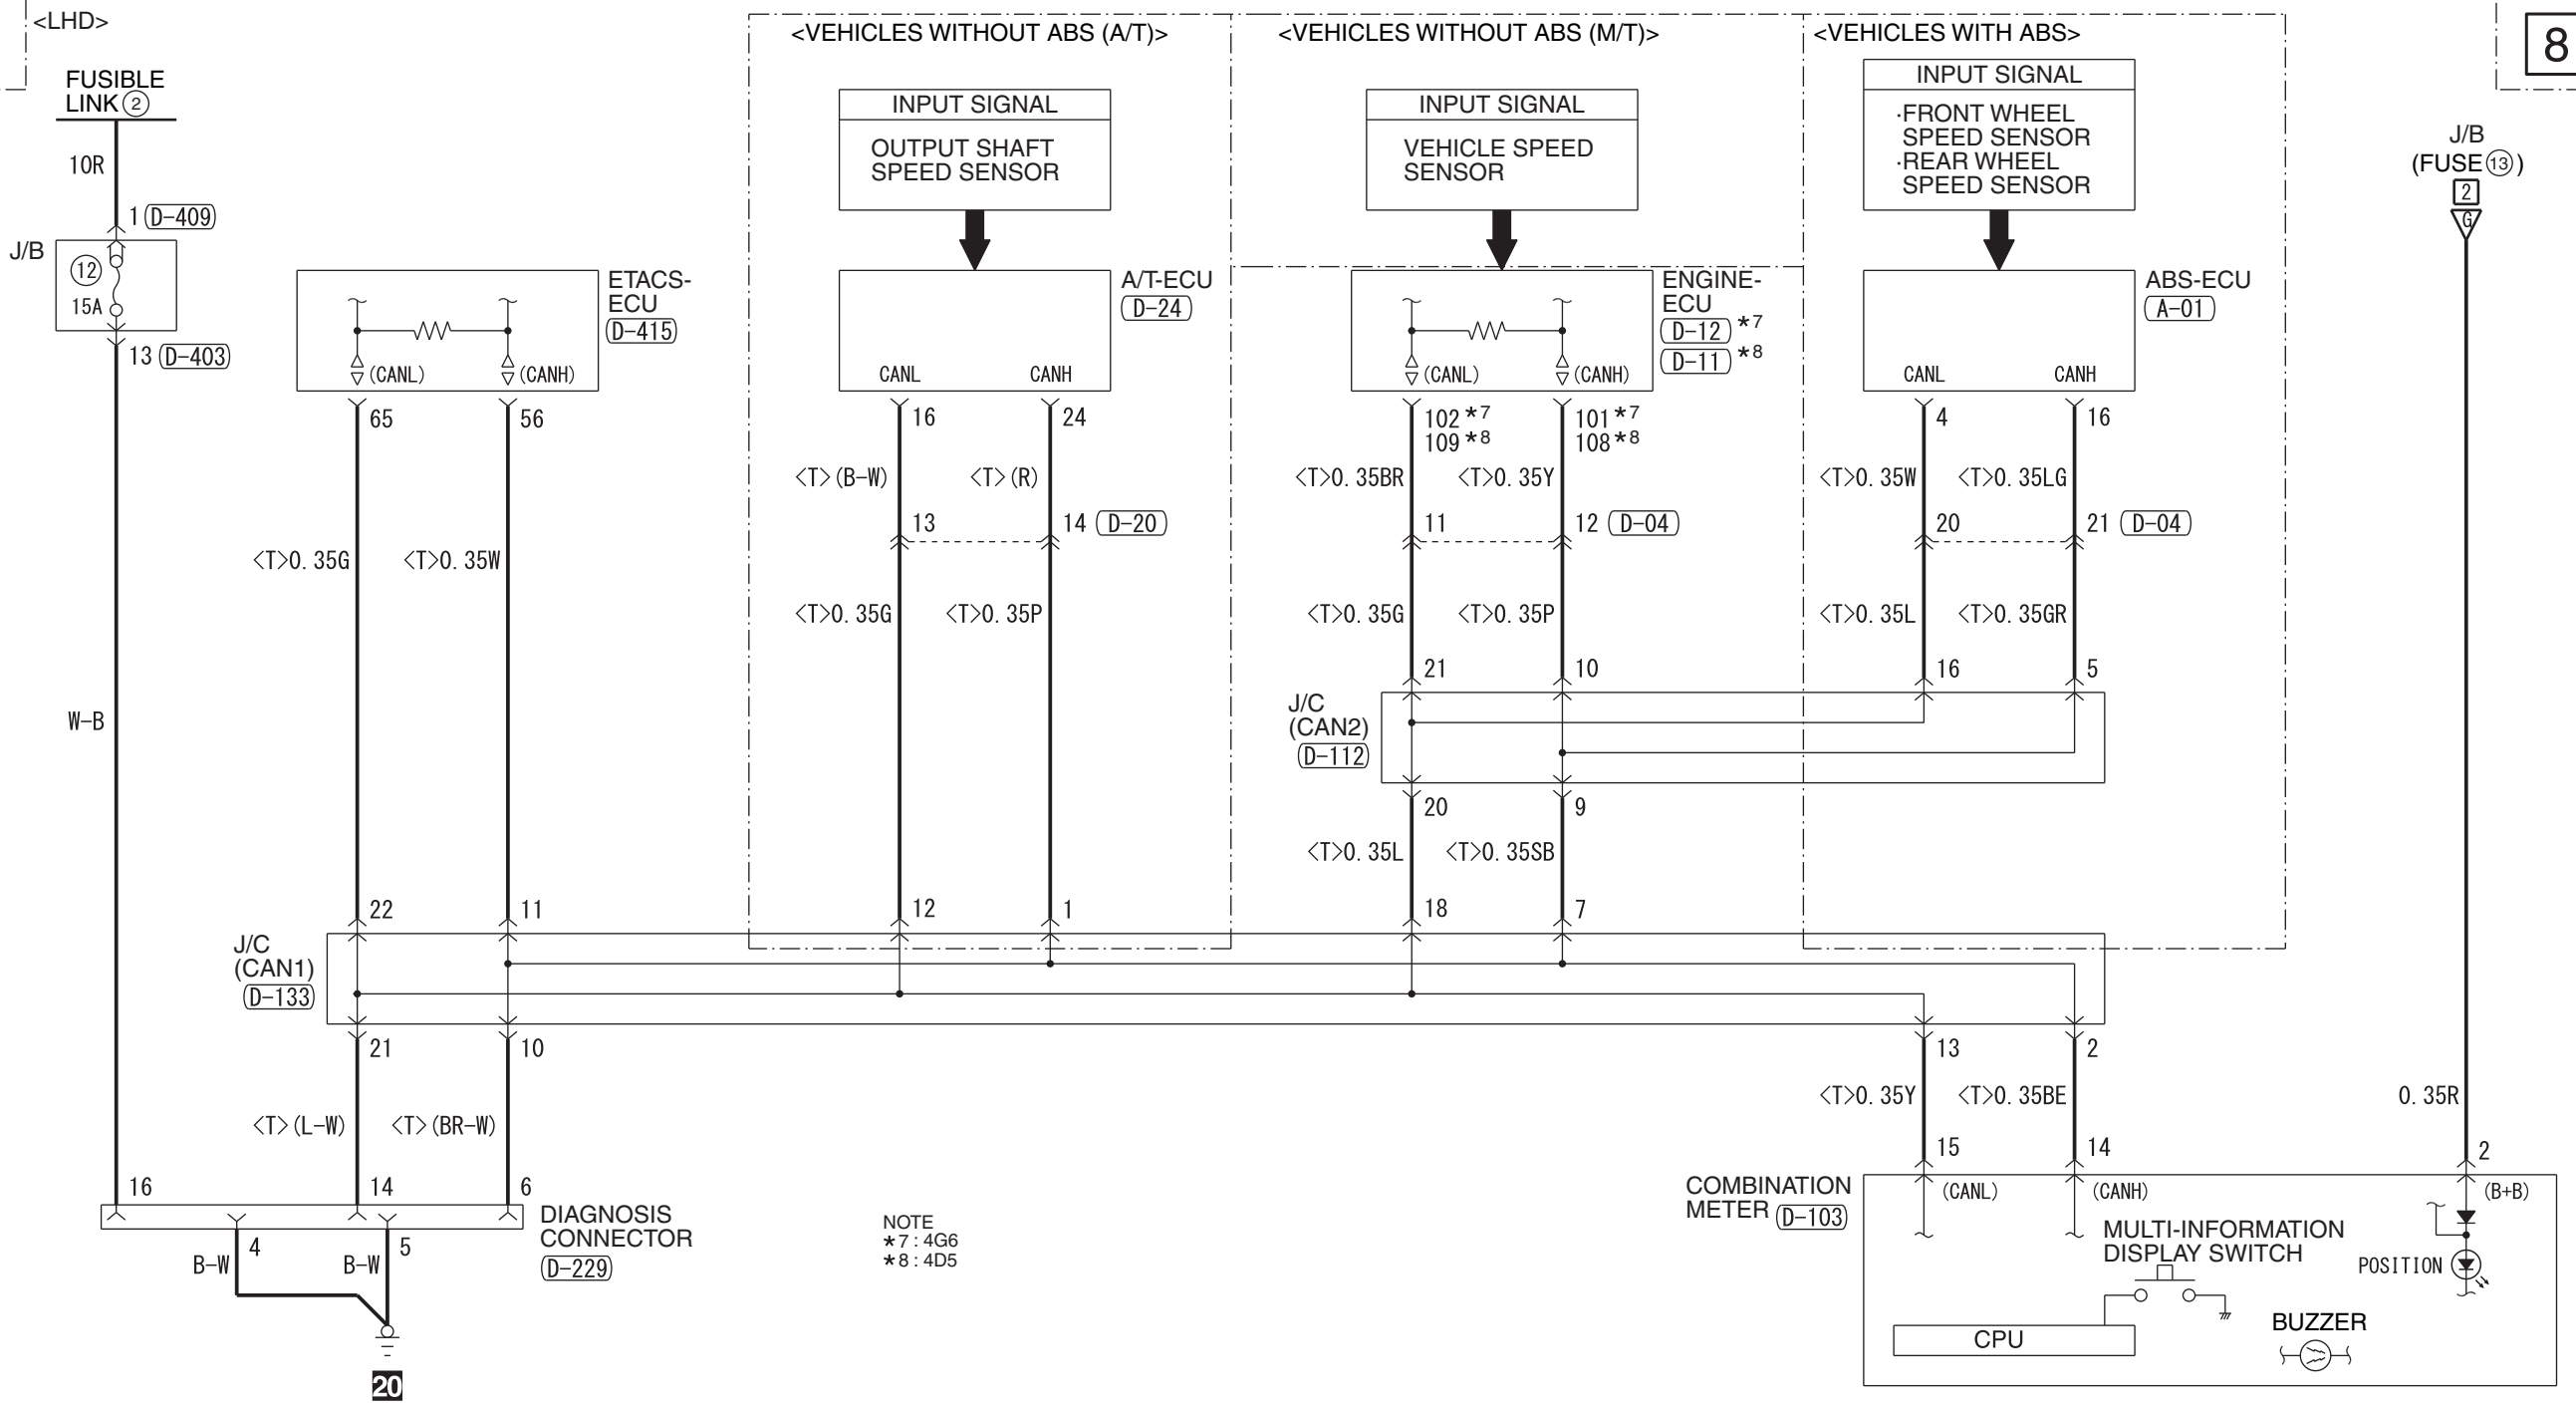 <LHD>
8
FUSIBLE
LINK ②
10R
1 D-409
J/B
⑫
15A
13 D-403
W-B
ETACS-
ECU
D-415
(CANL)
(CANH)
65
56
<T>0.35G
<T>0.35W
22
11
<VEHICLES WITHOUT ABS (A/T)>
INPUT SIGNAL
OUTPUT SHAFT
SPEED SENSOR
A/T-ECU
D-24
CANL
CANH
16
24
<T>(B-W)
<T>(R)
13
14 D-20
<T>0.35G
<T>0.35P
12
1
<VEHICLES WITHOUT ABS (M/T)>
INPUT SIGNAL
VEHICLE SPEED
SENSOR
ENGINE-
ECU
D-12 *7
D-11 *8
(CANL)
(CANH)
102*7
109*8
101*7
108*8
<T>0.35BR
<T>0.35Y
11
12 D-04
<T>0.35G
<T>0.35P
21
10
<VEHICLES WITH ABS>
INPUT SIGNAL
·FRONT WHEEL
SPEED SENSOR
·REAR WHEEL
SPEED SENSOR
ABS-ECU
A-01
CANL
CANH
4
16
<T>0.35W
<T>0.35LG
20
21 D-04
<T>0.35L
<T>0.35GR
16
5
J/C
(CAN2)
D-112
20
9
<T>0.35L
<T>0.35SB
18
7
J/B
(FUSE⑬)
2
G
0.35R
2
J/C
(CAN1)
D-133
21
10
13
2
<T>(L-W)
<T>(BR-W)
<T>0.35Y
<T>0.35BE
15
14
16
14
6
DIAGNOSIS
CONNECTOR
D-229
4
5
B-W
B-W
20
NOTE
*7 : 4G6
*8 : 4D5
COMBINATION
METER D-103
(CANL)
(CANH)
(B+B)
MULTI-INFORMATION
DISPLAY SWITCH
POSITION
CPU
BUZZER